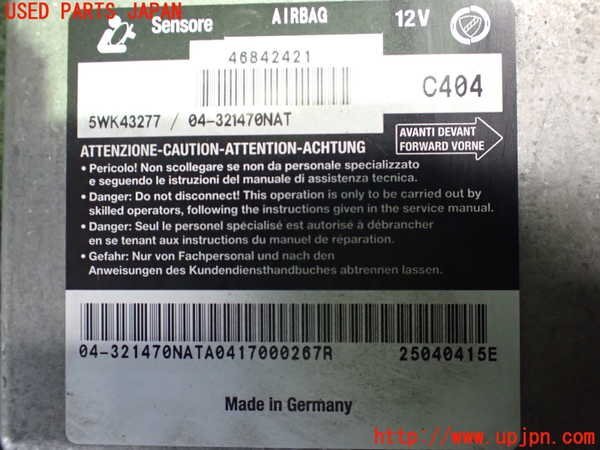 USED PARTS JAPAN
Sensore AIRBAG 12V
46842421
C404
5WK43277 / 04-321470NAT
AVANTI DEVANT
FORWARD VORNE
ATTENZIONE-CAUTION-ATTENTION-ACHTUNG
• Pericolo! Non scollegare se non da personale specializzato
e seguendo le istruzioni del manuale di assistenza tecnica.
• Danger: Do not disconnect! This operation is only to be carried out by
skilled operators, following the instructions given in the service manual.
• Danger: Seul le personel spécialisé est autorisé à débrancher
en se tenant aux instructions du manuel de réparation.
• Gefahr: Nur von Fachpersonal und nach den
Anweisungen des Kundendiensthandbuches abtrennen lassen.
04-321470NATA0417000267R 25040415E
Made in Germany
http://www.upjpn.com/